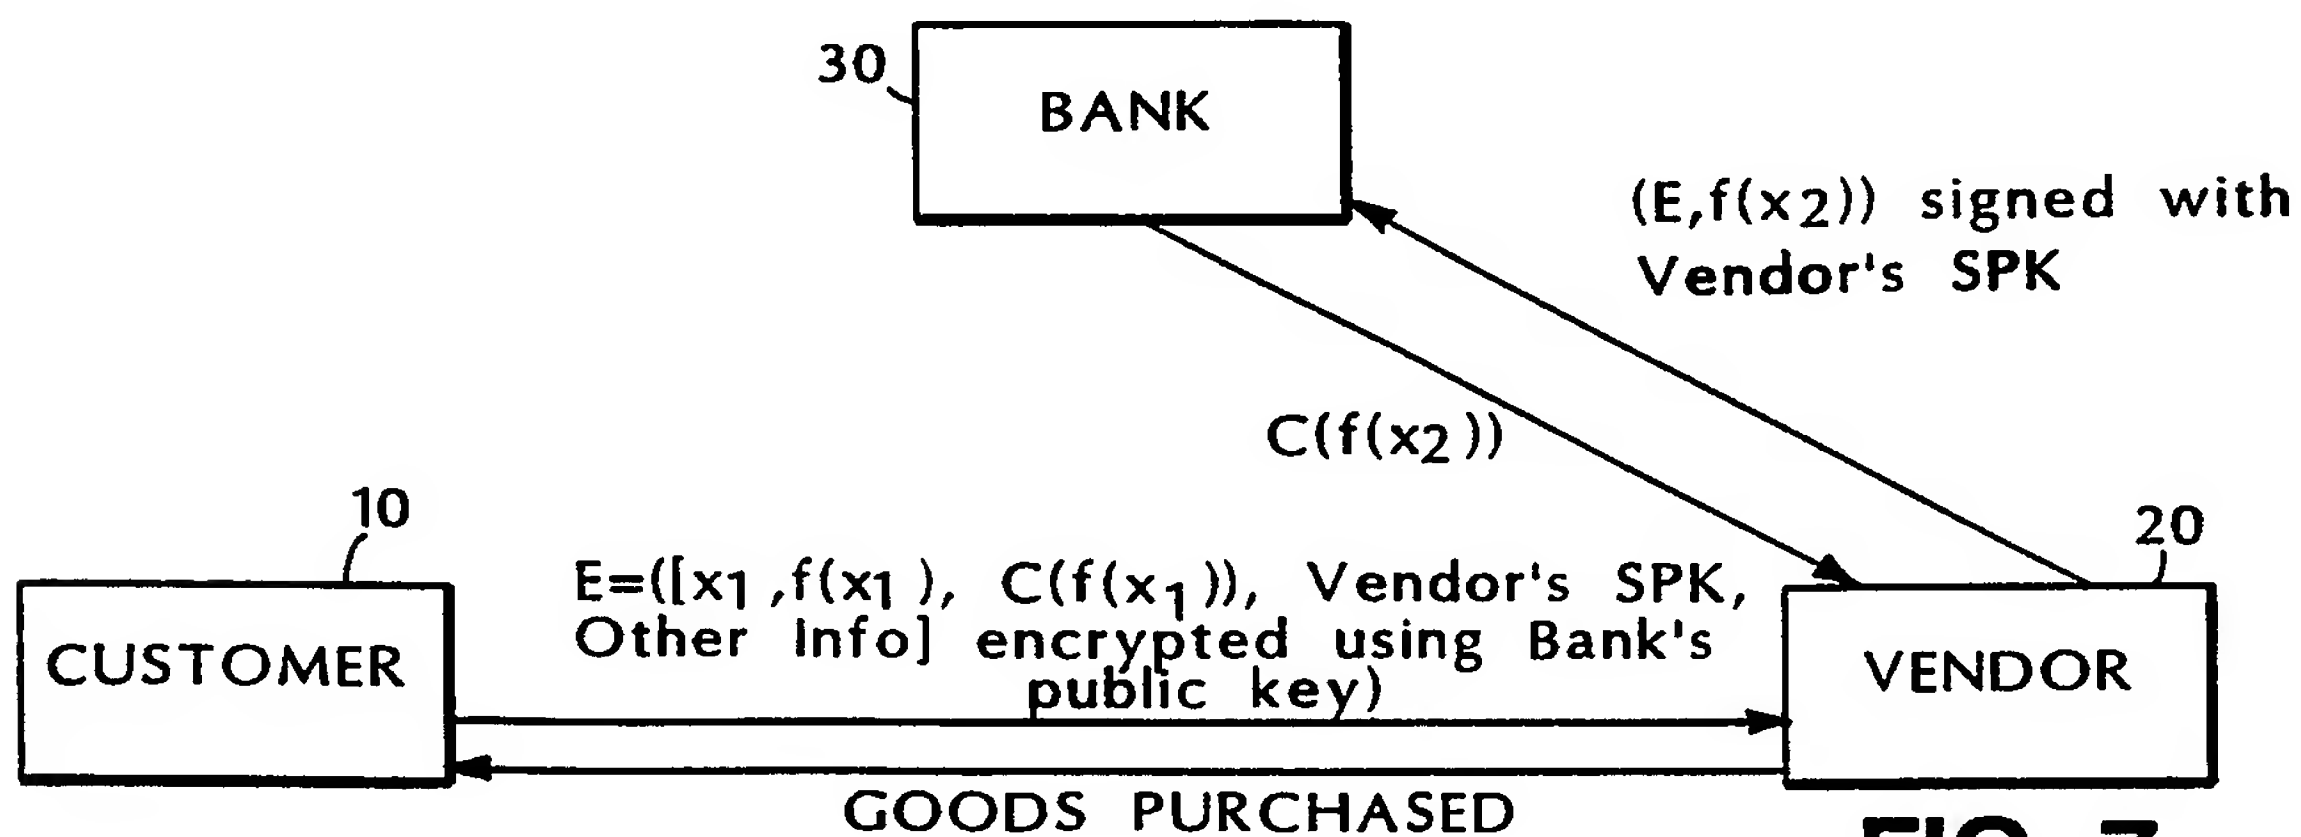 30
BANK
(E,f(x2)) signed with
Vendor's SPK
C(f(x2))
10
20
E=([x1,f(x1), C(f(x1)), Vendor's SPK,
Other Info] encrypted using Bank's
public key)
CUSTOMER
VENDOR
GOODS PURCHASED